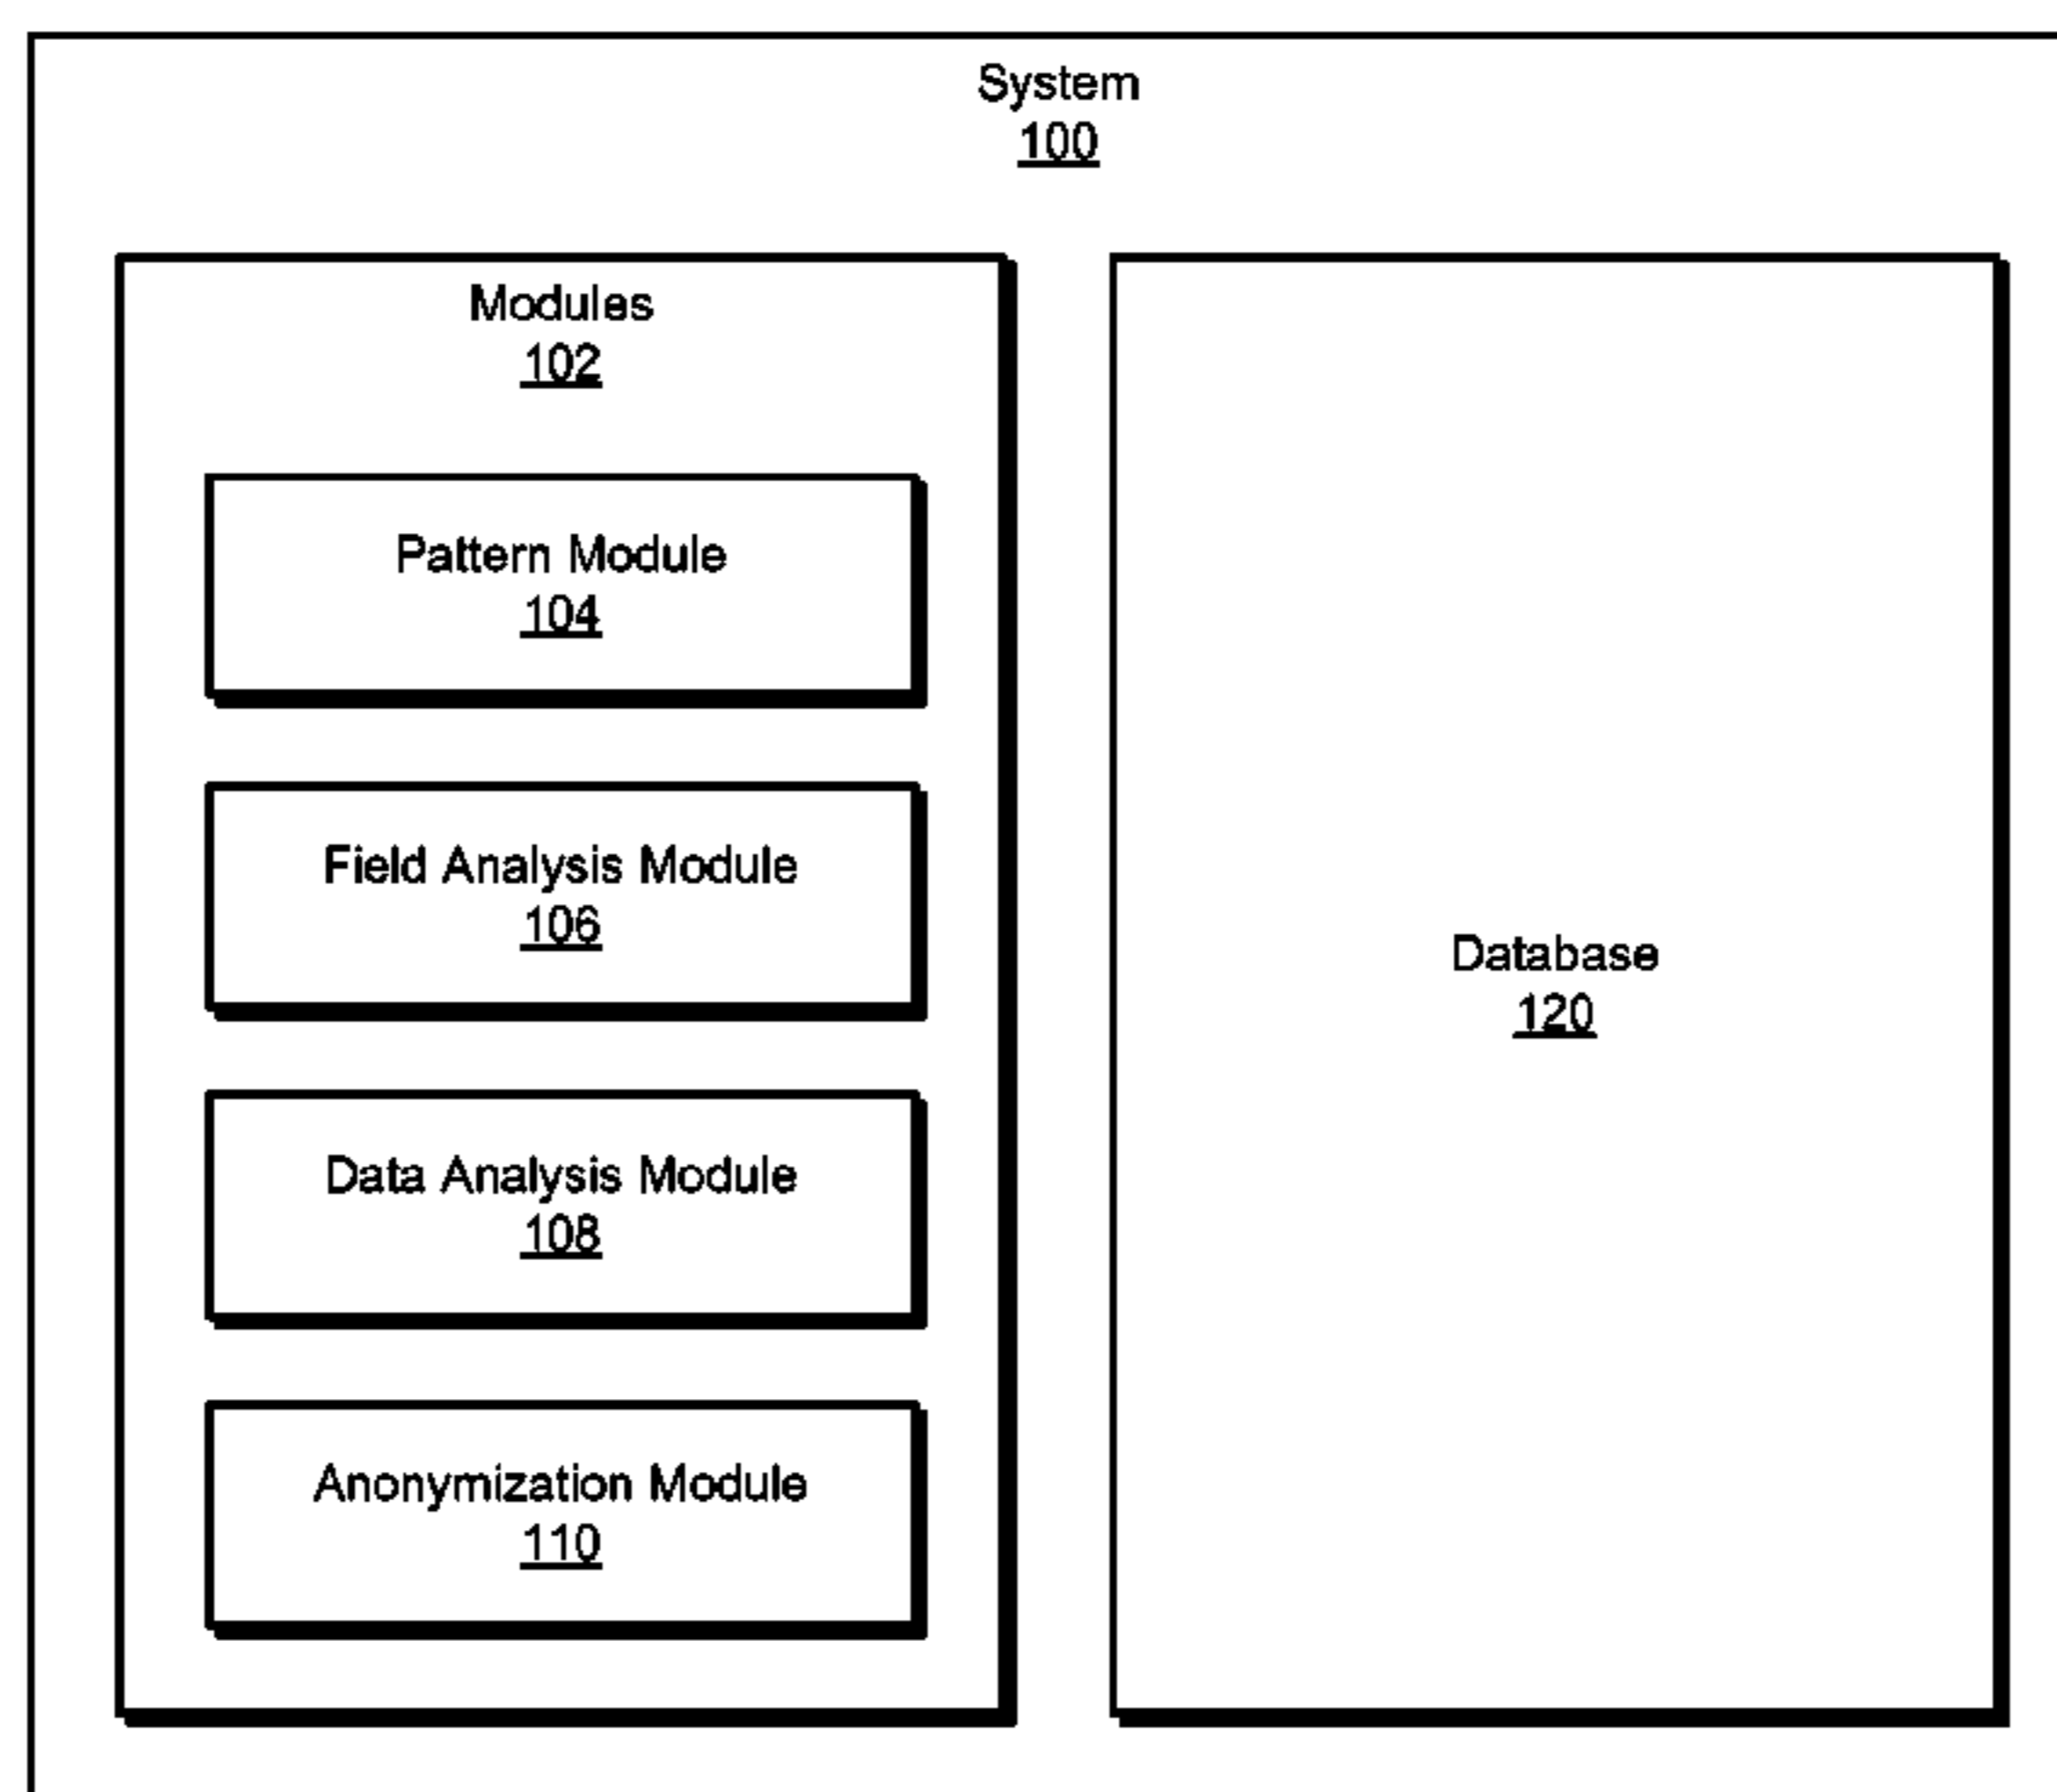 System
100
Modules
102
Pattern Module
104
Field Analysis Module
106
Data Analysis Module
108
Anonymization Module
110
Database
120